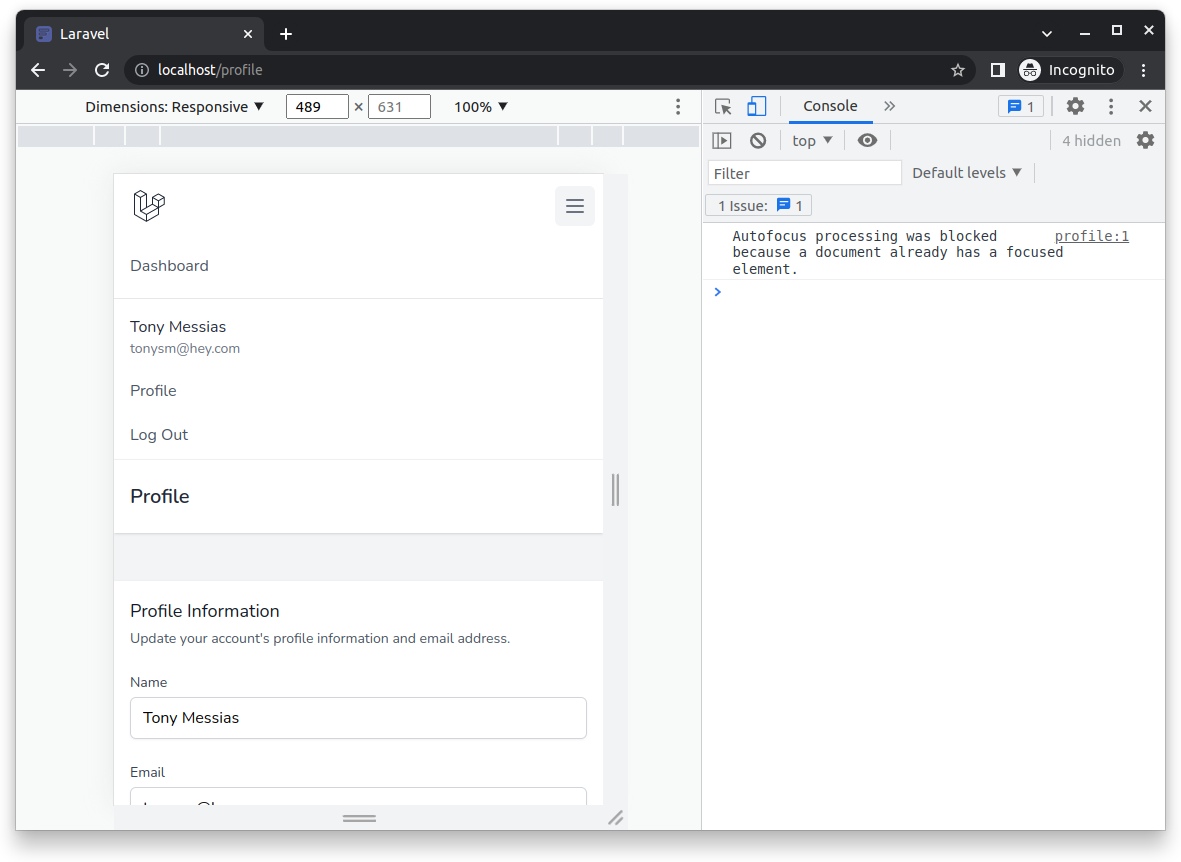 Laravel
localhost/profile
Incognito
Dimensions: Responsive 489 × 631 100%
Console 1
top 4 hidden
Filter Default levels
1 Issue: 1
Autofocus processing was blocked profile:1
because a document already has a focused
element.
Dashboard
Tony Messias
tonysm@hey.com
Profile
Log Out
Profile
Profile Information
Update your account's profile information and email address.
Name
Tony Messias
Email